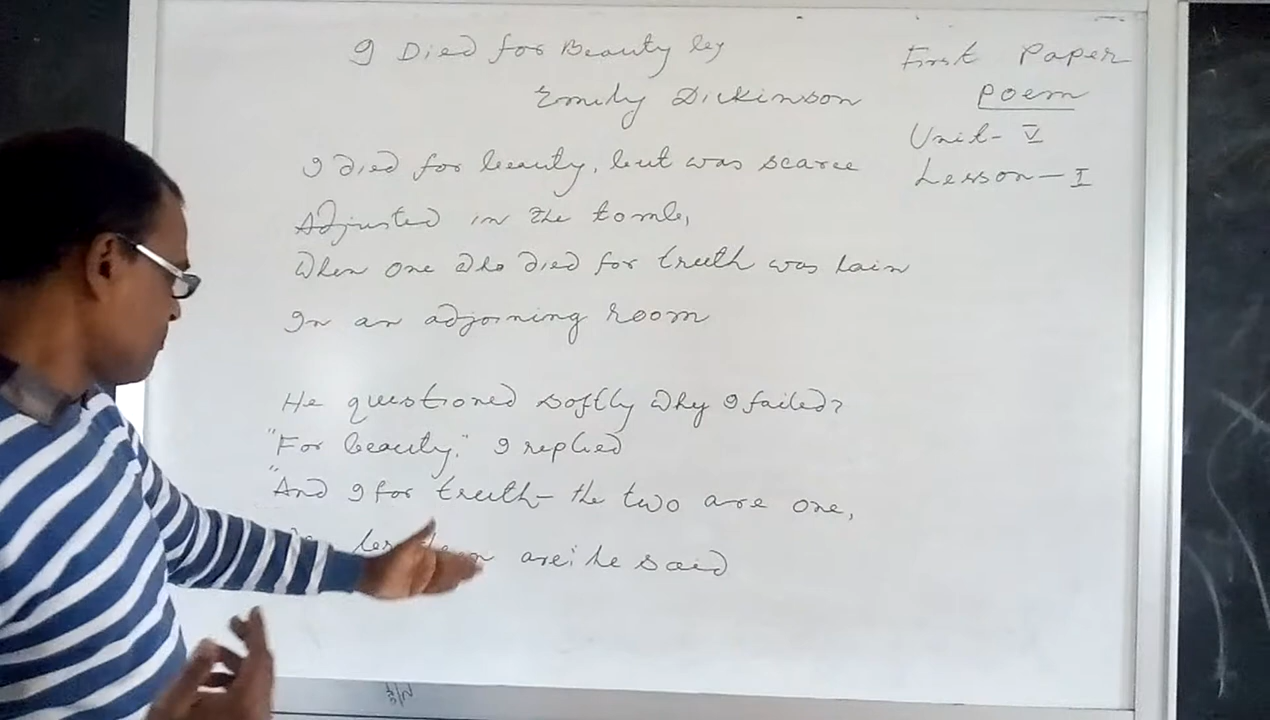 I Died for Beauty by
Emily Dickinson
First Paper
Poem
Unit- V
Lesson - I
I died for beauty, but was scarce
Adjusted in the tomb,
When one who died for truth was lain
In an adjoining room
He questioned softly why I failed?
"For beauty," I replied
"And I for truth- the two are one,
are", he said